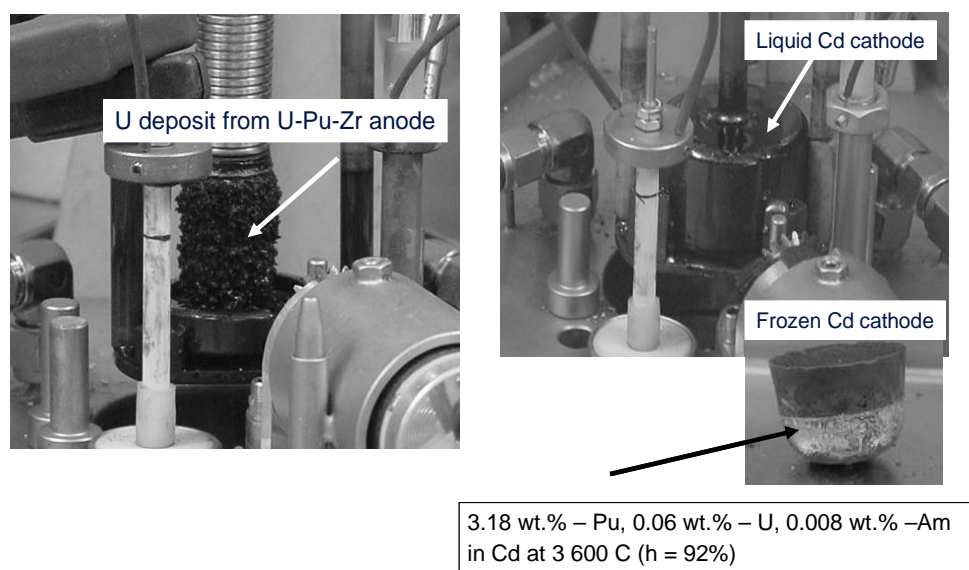 U deposit from U-Pu-Zr anode
Liquid Cd cathode
Frozen Cd cathode
3.18 wt.% – Pu, 0.06 wt.% – U, 0.008 wt.% –Am
in Cd at 3 600 C (h = 92%)